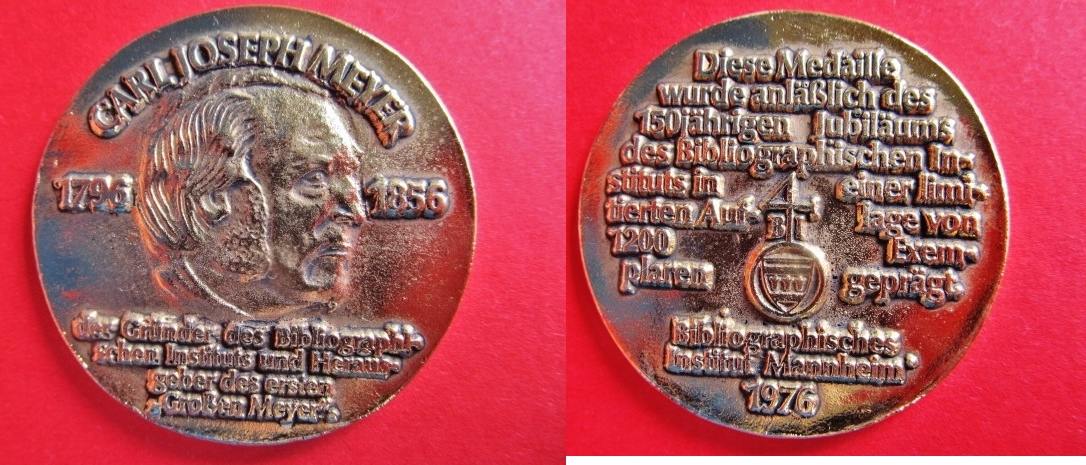 CARL JOSEPH MEYER
1796 1856
der Gründer des Bibliographi-
schen Instituts und Heraus-
geber des ersten
„Großen Meyer“.
Diese Medaille
wurde anläßlich des
150jährigen Jubiläums
des Bibliographischen In-
stituts in einer limi-
tierten Auf- lage von
1200 Exem-
plaren geprägt.
BI
Bibliographisches
Institut Mannheim
1976